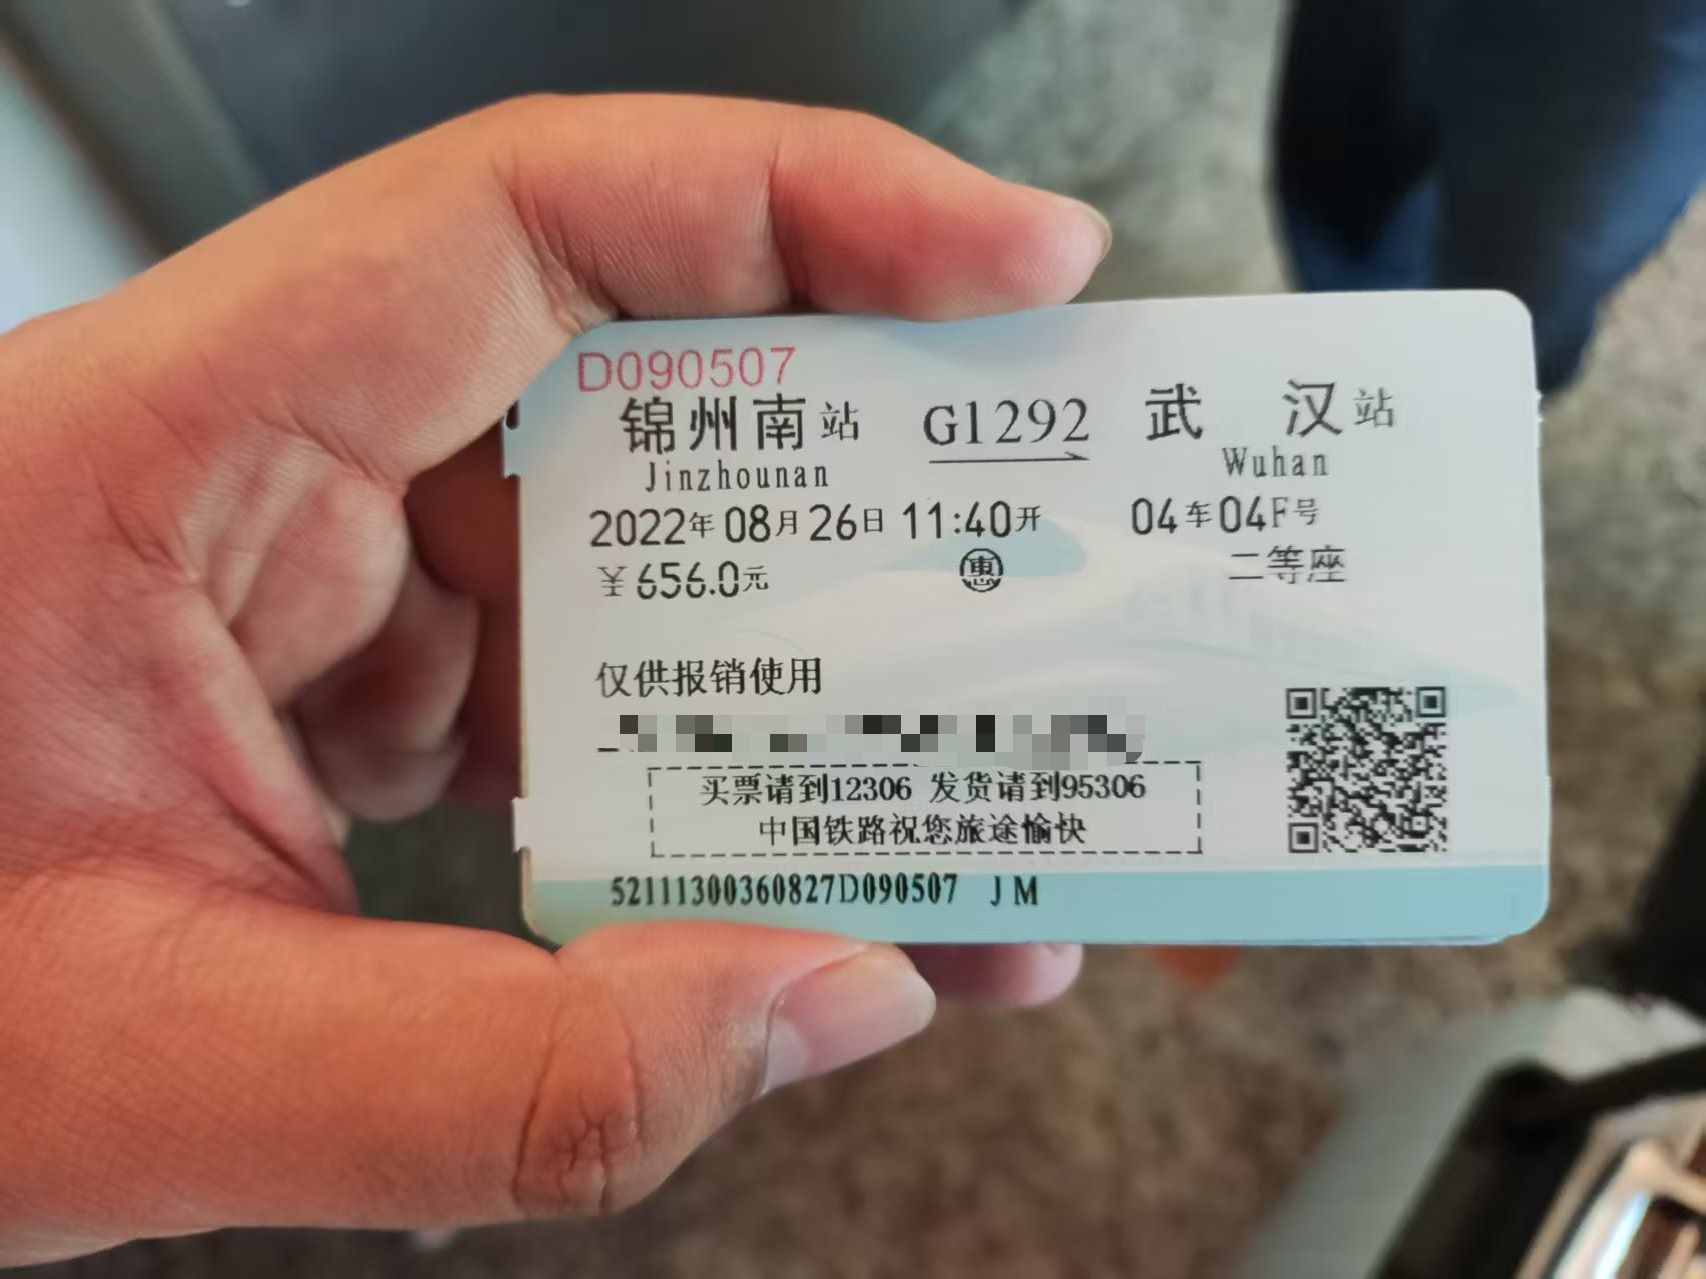 D090507
锦州南站 G1292 武汉站
Jinzhounan Wuhan
2022年08月26日 11:40开 04车04F号
¥656.0元 惠 二等座
仅供报销使用
买票请到12306 发货请到95306
中国铁路祝您旅途愉快
52111300360827D090507 JM